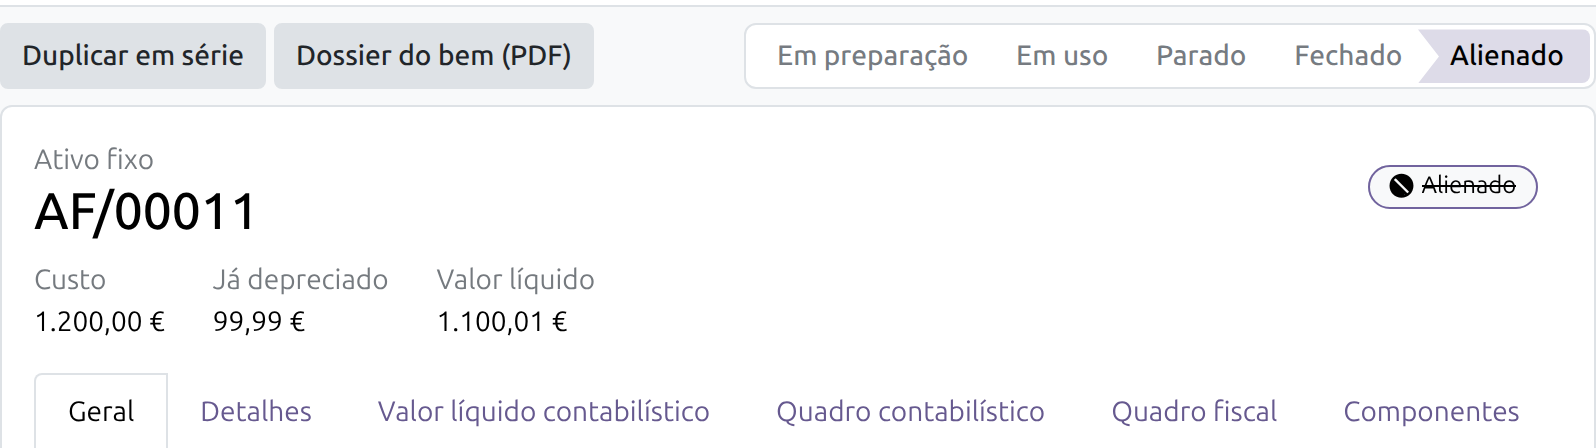 Duplicar em série Dossier do bem (PDF) Em preparação Em uso Parado Fechado Alienado
Ativo fixo
AF/00011
Alienado
Custo Já depreciado Valor líquido
1.200,00 € 99,99 € 1.100,01 €
Geral Detalhes Valor líquido contabilístico Quadro contabilístico Quadro fiscal Componentes